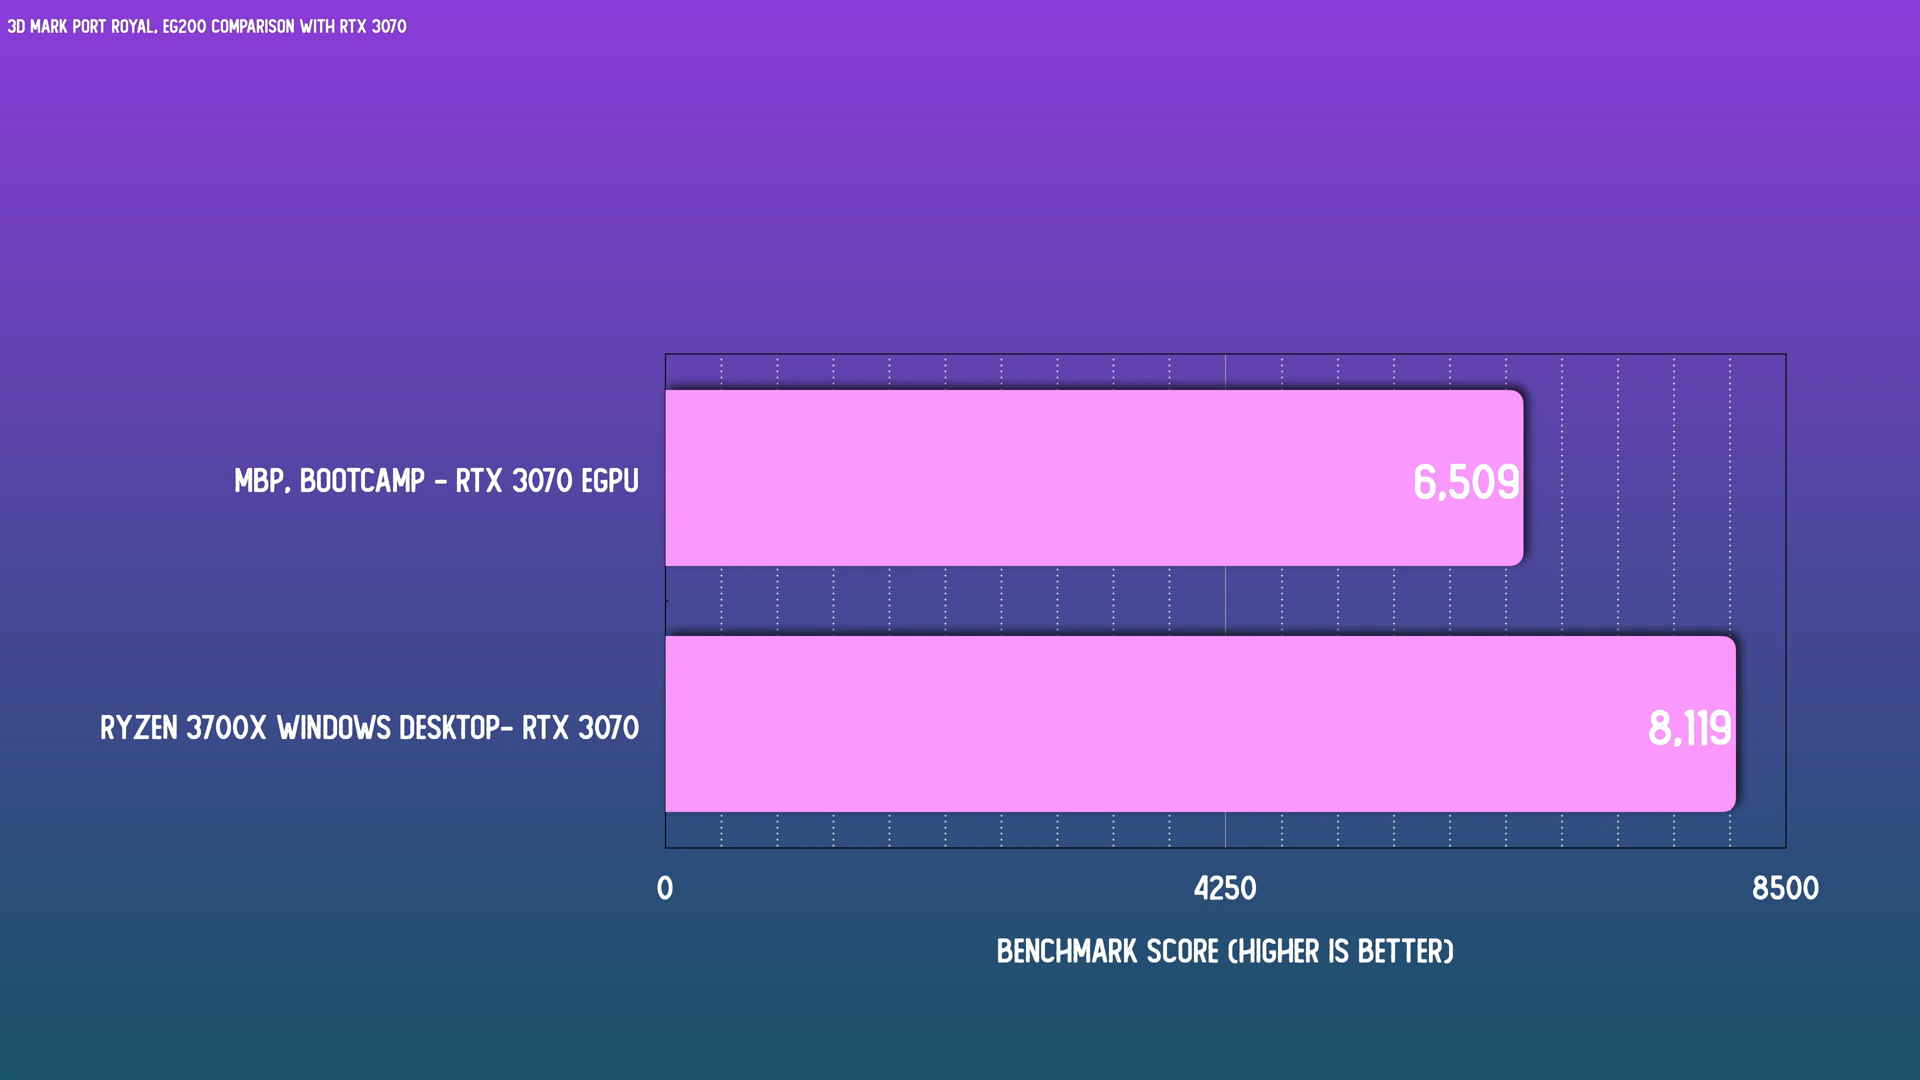 3D MARK PORT ROYAL, EG200 COMPARISON WITH RTX 3070
MBP, BOOTCAMP - RTX 3070 EGPU
6,509
RYZEN 3700X WINDOWS DESKTOP- RTX 3070
8,119
0 4250 8500
BENCHMARK SCORE (HIGHER IS BETTER)